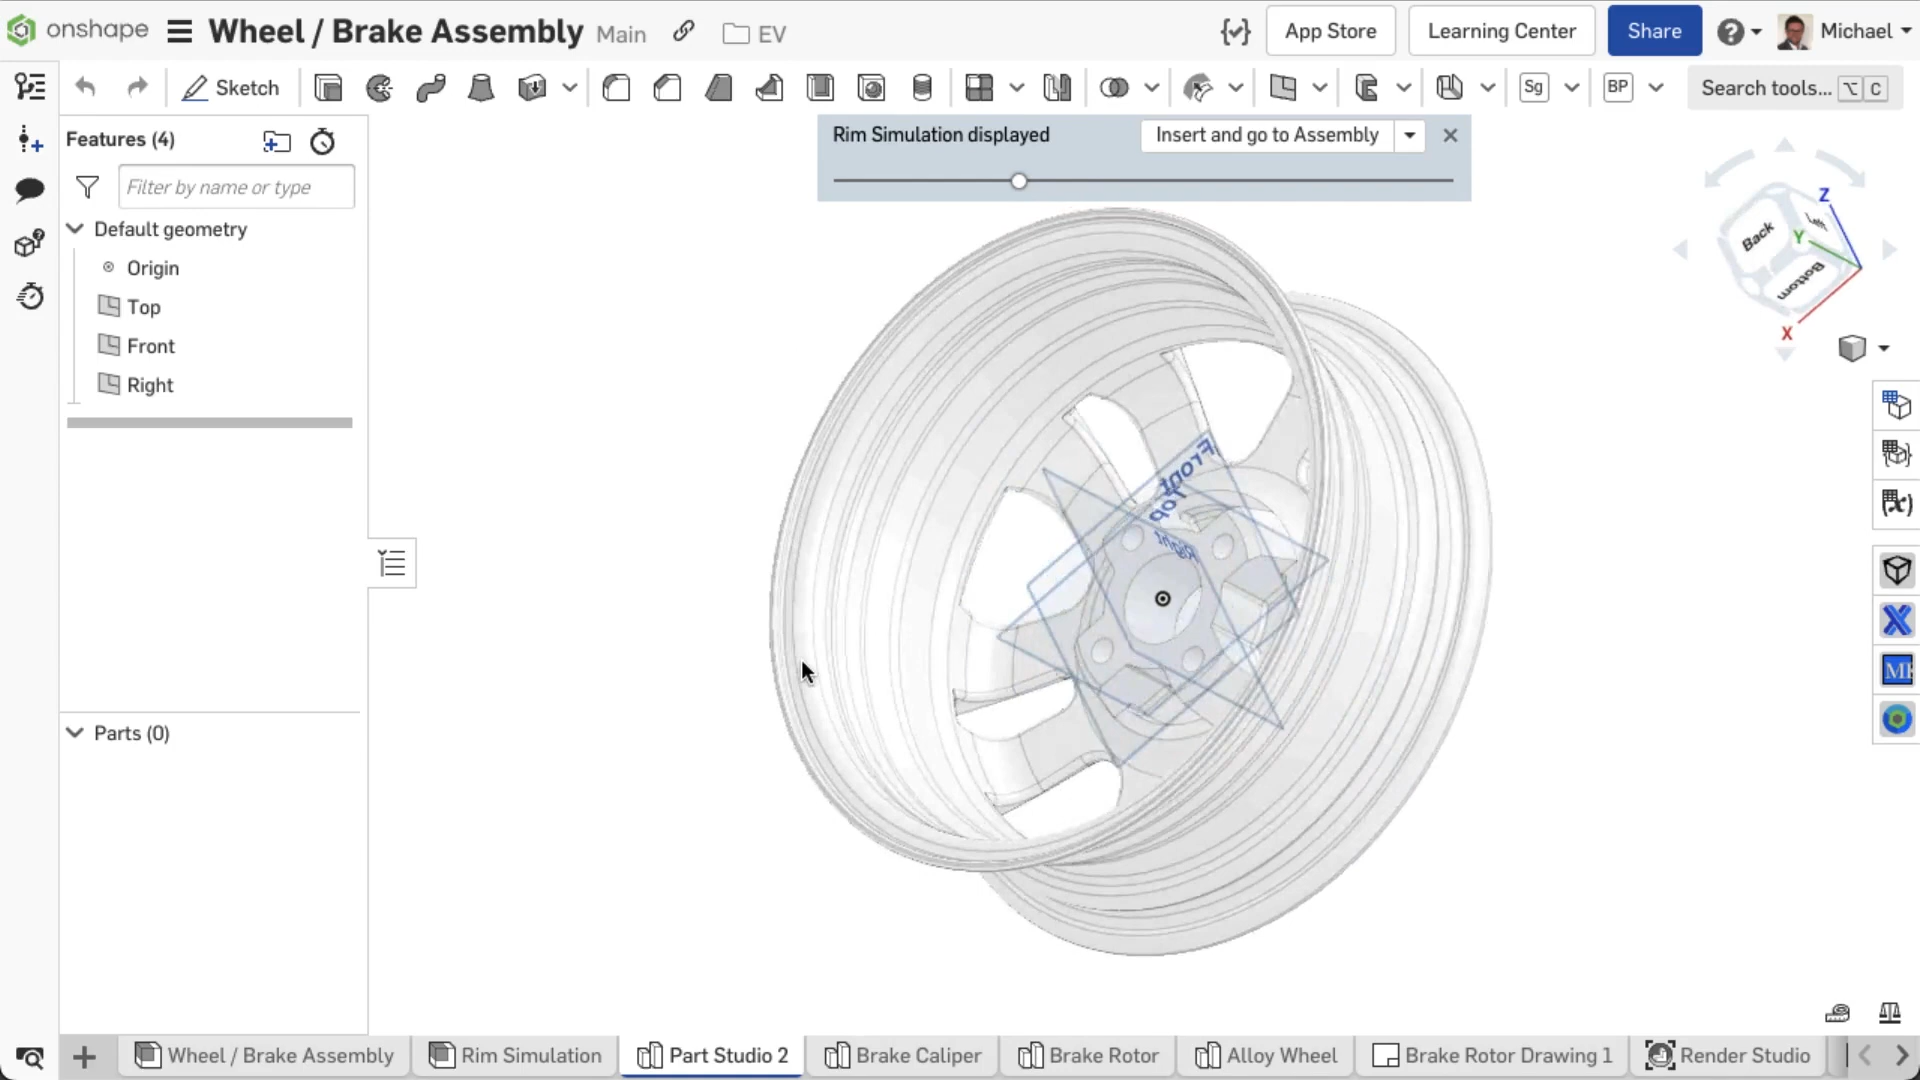 onshape
Wheel / Brake Assembly Main EV
App Store
Learning Center
Share
Michael
Sketch
Sg
BP
Search tools... ⌥ C
Features (4)
Filter by name or type
Default geometry
Origin
Top
Front
Right
Parts (0)
Rim Simulation displayed
Insert and go to Assembly
Front
Top
Right
Z
Back
Left
Y
Bottom
X
(x)
MI
Wheel / Brake Assembly
Rim Simulation
Part Studio 2
Brake Caliper
Brake Rotor
Alloy Wheel
Brake Rotor Drawing 1
Render Studio